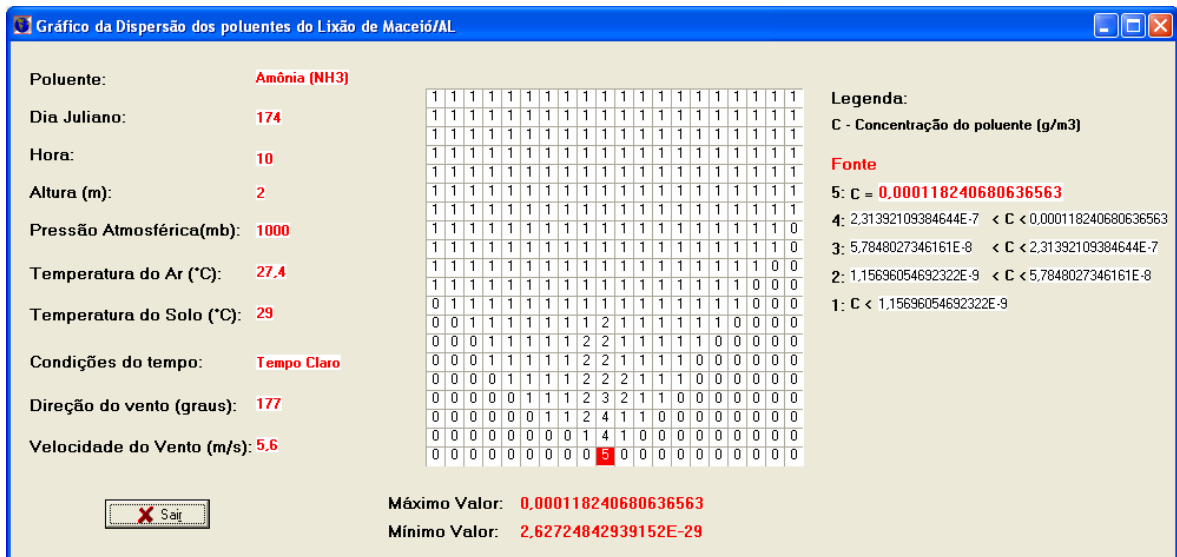 Gráfico da Dispersão dos poluentes do Lixão de Maceió/AL
Poluente: Amônia (NH3)
Dia Juliano: 174
Hora: 10
Altura (m): 2
Pressão Atmosférica(mb): 1000
Temperatura do Ar (°C): 27,4
Temperatura do Solo (°C): 29
Condições do tempo: Tempo Claro
Direção do vento (graus): 177
Velocidade do Vento (m/s): 5,6
Sair
1 1 1 1 1 1 1 1 1 1 1 1 1 1 1 1 1 1 1 1
1 1 1 1 1 1 1 1 1 1 1 1 1 1 1 1 1 1 1 1
1 1 1 1 1 1 1 1 1 1 1 1 1 1 1 1 1 1 1 1
1 1 1 1 1 1 1 1 1 1 1 1 1 1 1 1 1 1 1 1
1 1 1 1 1 1 1 1 1 1 1 1 1 1 1 1 1 1 1 1
1 1 1 1 1 1 1 1 1 1 1 1 1 1 1 1 1 1 1 1
1 1 1 1 1 1 1 1 1 1 1 1 1 1 1 1 1 1 1 1
1 1 1 1 1 1 1 1 1 1 1 1 1 1 1 1 1 1 1 0
1 1 1 1 1 1 1 1 1 1 1 1 1 1 1 1 1 1 1 0
1 1 1 1 1 1 1 1 1 1 1 1 1 1 1 1 1 1 0 0
1 1 1 1 1 1 1 1 1 1 1 1 1 1 1 1 1 0 0 0
0 1 1 1 1 1 1 1 1 1 1 1 1 1 1 1 1 0 0 0
0 0 1 1 1 1 1 1 1 2 1 1 1 1 1 1 0 0 0 0
0 0 0 1 1 1 1 1 2 2 1 1 1 1 1 0 0 0 0 0
0 0 0 1 1 1 1 1 2 2 1 1 1 1 0 0 0 0 0 0
0 0 0 0 1 1 1 1 2 2 2 1 1 1 0 0 0 0 0 0
0 0 0 0 0 1 1 1 2 3 2 1 1 0 0 0 0 0 0 0
0 0 0 0 0 0 1 1 2 4 1 1 0 0 0 0 0 0 0 0
0 0 0 0 0 0 0 0 1 4 1 0 0 0 0 0 0 0 0 0
0 0 0 0 0 0 0 0 0 5 0 0 0 0 0 0 0 0 0 0
Máximo Valor: 0,000118240680636563
Mínimo Valor: 2,62724842939152E-29
Legenda:
C - Concentração do poluente (g/m3)
Fonte
5: C = 0,000118240680636563
4: 2,31392109384644E-7 < C < 0,000118240680636563
3: 5,7848027346161E-8 < C < 2,31392109384644E-7
2: 1,15696054692322E-9 < C < 5,7848027346161E-8
1: C < 1,15696054692322E-9